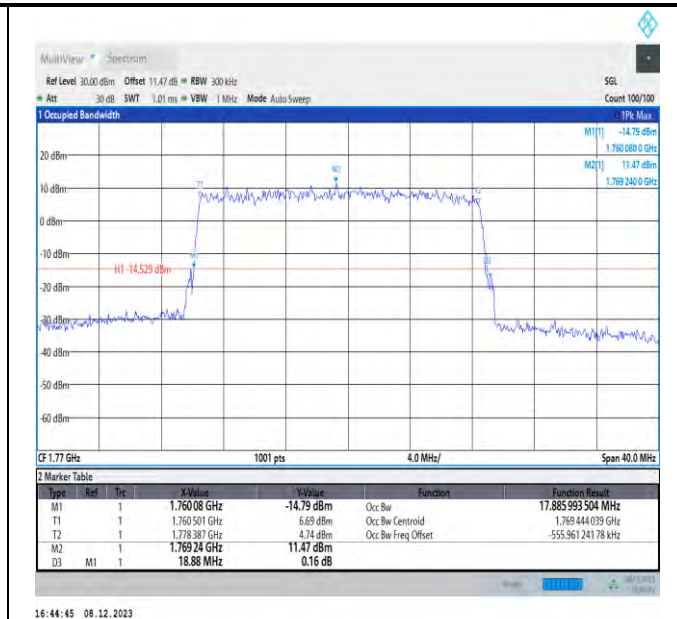 MultiView Spectrum
Ref Level 30.00 dBm Offset 11.47 dB RBW 300 kHz SGL
Att 30 dB SWT 1.01 ms VBW 1 MHz Mode Auto Sweep Count 100/100
1 Occupied Bandwidth 1Pk Max
M1[1] -14.79 dBm
1.760 080 0 GHz
20 dBm
M2[1] 11.47 dBm
1.769 240 0 GHz
M2
T1
T2
10 dBm
0 dBm
-10 dBm
M1
D3
H1 -14.529 dBm
-20 dBm
-30 dBm
-40 dBm
-50 dBm
-60 dBm
CF 1.77 GHz 1001 pts 4.0 MHz/ Span 40.0 MHz
2 Marker Table
Type Ref Trc X-Value Y-Value Function Function Result
M1 1 1.760 08 GHz -14.79 dBm Occ Bw 17.885 993 504 MHz
T1 1 1.760 501 GHz 6.69 dBm Occ Bw Centroid 1.769 444 039 GHz
T2 1 1.778 387 GHz 4.74 dBm Occ Bw Freq Offset -555.961 241 78 kHz
M2 1 1.769 24 GHz 11.47 dBm
D3 M1 1 18.88 MHz 0.16 dB
16:44:45 08.12.2023